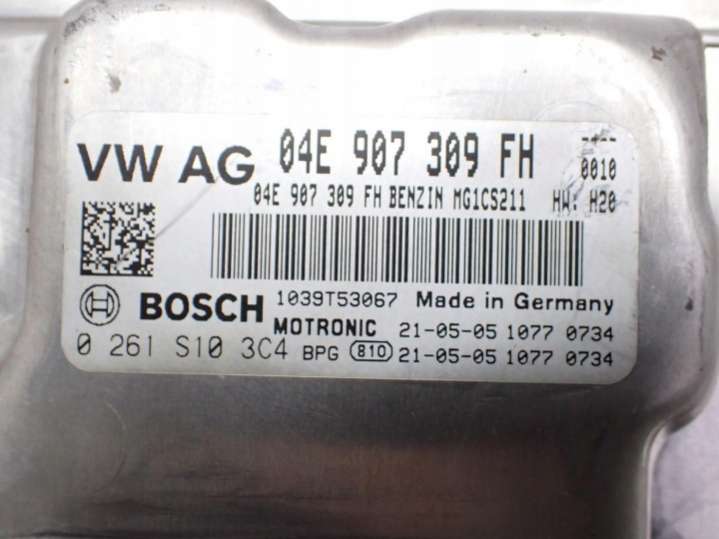 VW AG 04E 907 309 FH ----
0010
04E 907 309 FH BENZIN MG1CS211 HW: H20
BOSCH 1039T53067 Made in Germany
MOTRONIC 21-05-05 1077 0734
0 261 S10 3C4 BPG 810 21-05-05 1077 0734